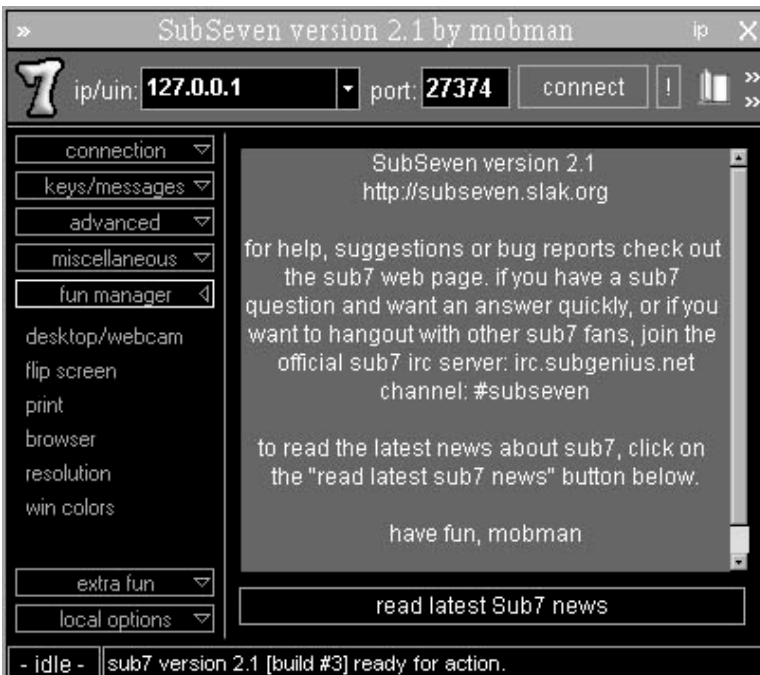 » SubSeven version 2.1 by mobman ip X
7 ip/uin: 127.0.0.1 port: 27374 connect ! »
»
connection
keys/messages
advanced
miscellaneous
fun manager
desktop/webcam
flip screen
print
browser
resolution
win colors
extra fun
local options
SubSeven version 2.1
http://subseven.slak.org
for help, suggestions or bug reports check out
the sub7 web page. if you have a sub7
question and want an answer quickly, or if you
want to hangout with other sub7 fans, join the
official sub7 irc server: irc.subgenius.net
channel: #subseven
to read the latest news about sub7, click on
the "read latest sub7 news" button below.
have fun, mobman
read latest Sub7 news
- idle - sub7 version 2.1 [build #3] ready for action.